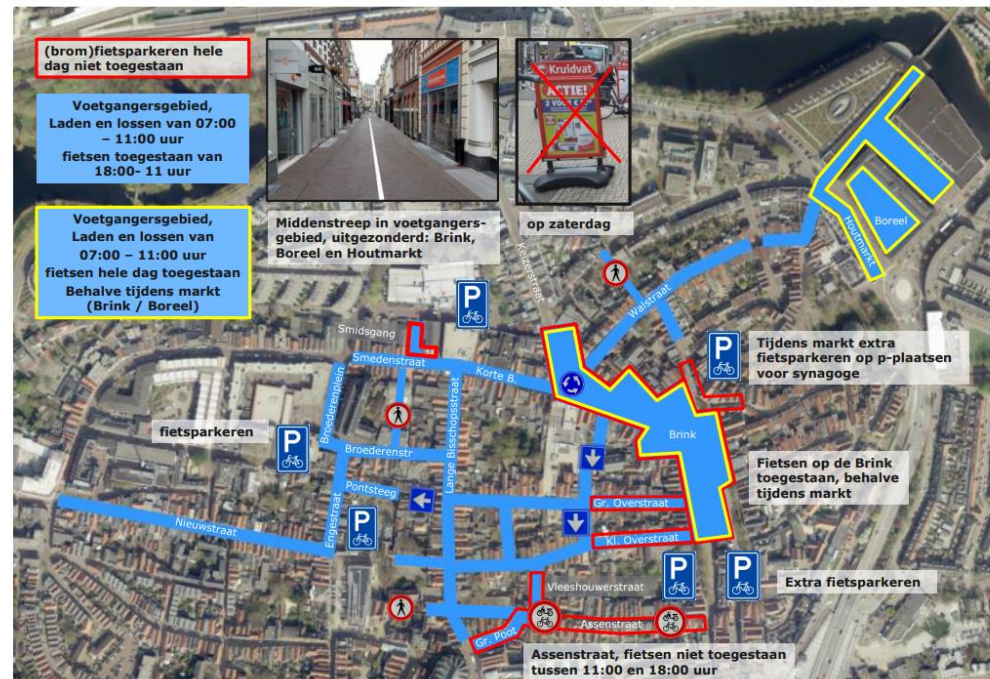 (brom)fietsparkeren hele
dag niet toegestaan
Voetgangersgebied,
Laden en lossen van 07:00
– 11:00 uur
fietsen toegestaan van
18:00- 11 uur
Voetgangersgebied,
Laden en lossen van
07:00 – 11:00 uur
fietsen hele dag toegestaan
Behalve tijdens markt
(Brink / Boreel)
Middenstreep in voetgangers-
gebied, uitgezonderd: Brink,
Boreel en Houtmarkt
Kruidvat
ACTIE!
2 VOOR €
op zaterdag
Boreel
Houtmarkt
Keizerstraat
Walstraat
P
Smidsgang
Smedenstraat
Korte B.
P
Tijdens markt extra
fietsparkeren op p-plaatsen
voor synagoge
Broederenplein
Lange Bisschopsstraat
fietsparkeren
P
Broederenstr
Brink
Fietsen op de Brink
toegestaan, behalve
tijdens markt
Pontsteeg
Nieuwstraat
Engestraat
P
Gr. Overstraat
Kl. Overstraat
P
P
Extra fietsparkeren
Vleeshouwerstraat
Assenstraat
Gr. Poot
Assenstraat, fietsen niet toegestaan
tussen 11:00 en 18:00 uur